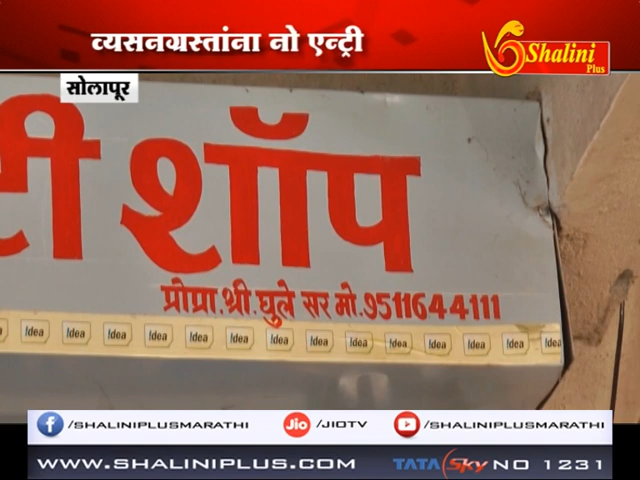 व्यसनग्रस्तांना नो एन्ट्री
Shalini
Plus
सोलापूर
टी शॉप
प्रोप्रा.श्री.घुले सर मो.9511644111
Idea Idea Idea Idea Idea Idea Idea Idea Idea Idea Idea Idea Idea Idea
/SHALINIPLUSMARATHI Jio /JIOTV /SHALINIPLUSMARATHI
WWW.SHALINIPLUS.COM TATA Sky NO 1231